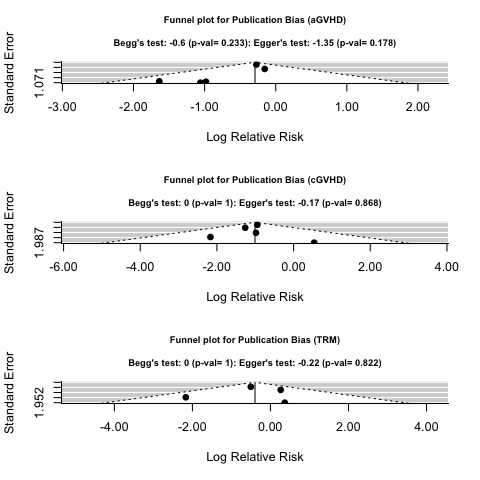 Funnel plot for Publication Bias (aGVHD)
Begg's test: -0.6 (p-val= 0.233): Egger's test: -1.35 (p-val= 0.178)
Standard Error
1.071
-3.00 -2.00 -1.00 0.00 1.00 2.00
Log Relative Risk
Funnel plot for Publication Bias (cGVHD)
Begg's test: 0 (p-val= 1): Egger's test: -0.17 (p-val= 0.868)
Standard Error
1.987
-6.00 -4.00 -2.00 0.00 2.00 4.00
Log Relative Risk
Funnel plot for Publication Bias (TRM)
Begg's test: 0 (p-val= 1): Egger's test: -0.22 (p-val= 0.822)
Standard Error
1.952
-4.00 -2.00 0.00 2.00 4.00
Log Relative Risk